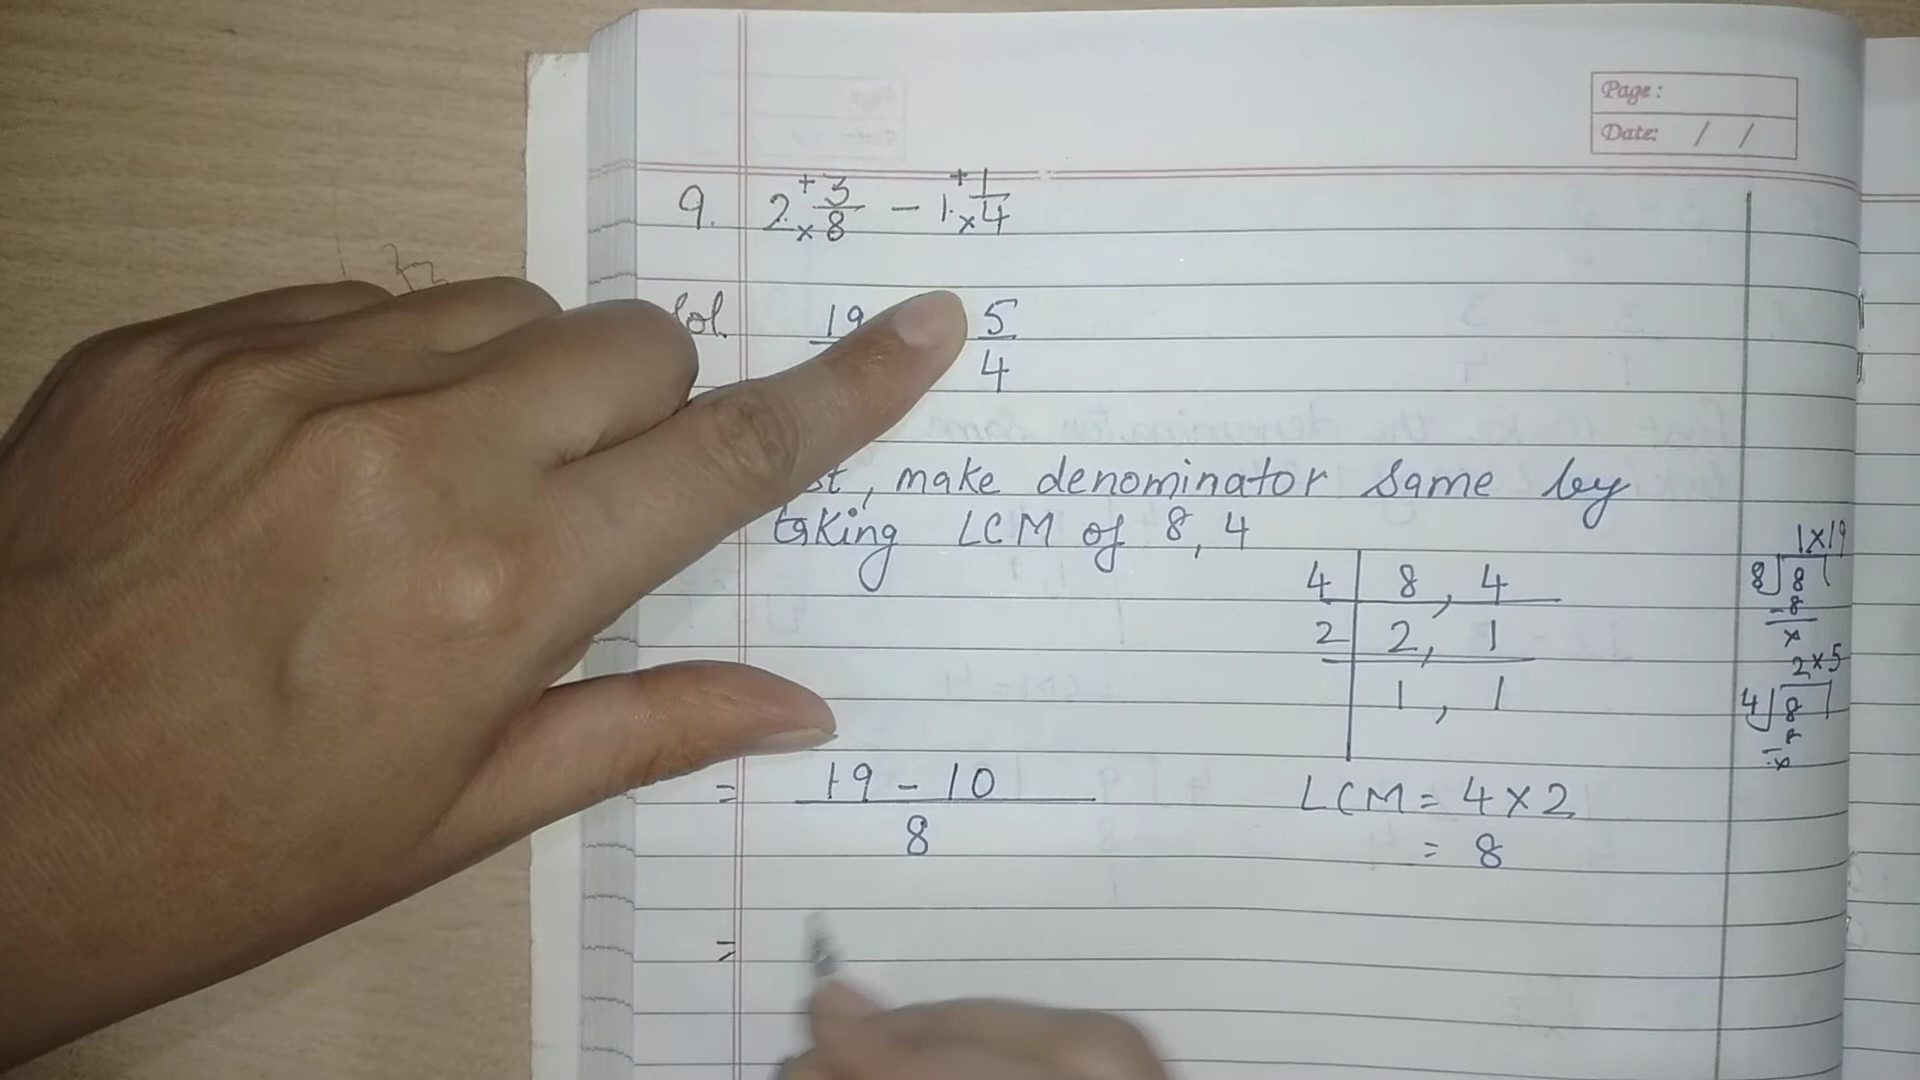 Page:
Date: / /
9. 2 3/8 - 1 1/4
+ +
× ×
Sol. 19 5/4
st, make denominator same by
taking LCM of 8, 4
4 | 8, 4
2 | 2, 1
1, 1
= 19 - 10 / 8
LCM = 4 × 2
= 8
=
1×19
8 8
-8
×
2×5
4 8
-8
×